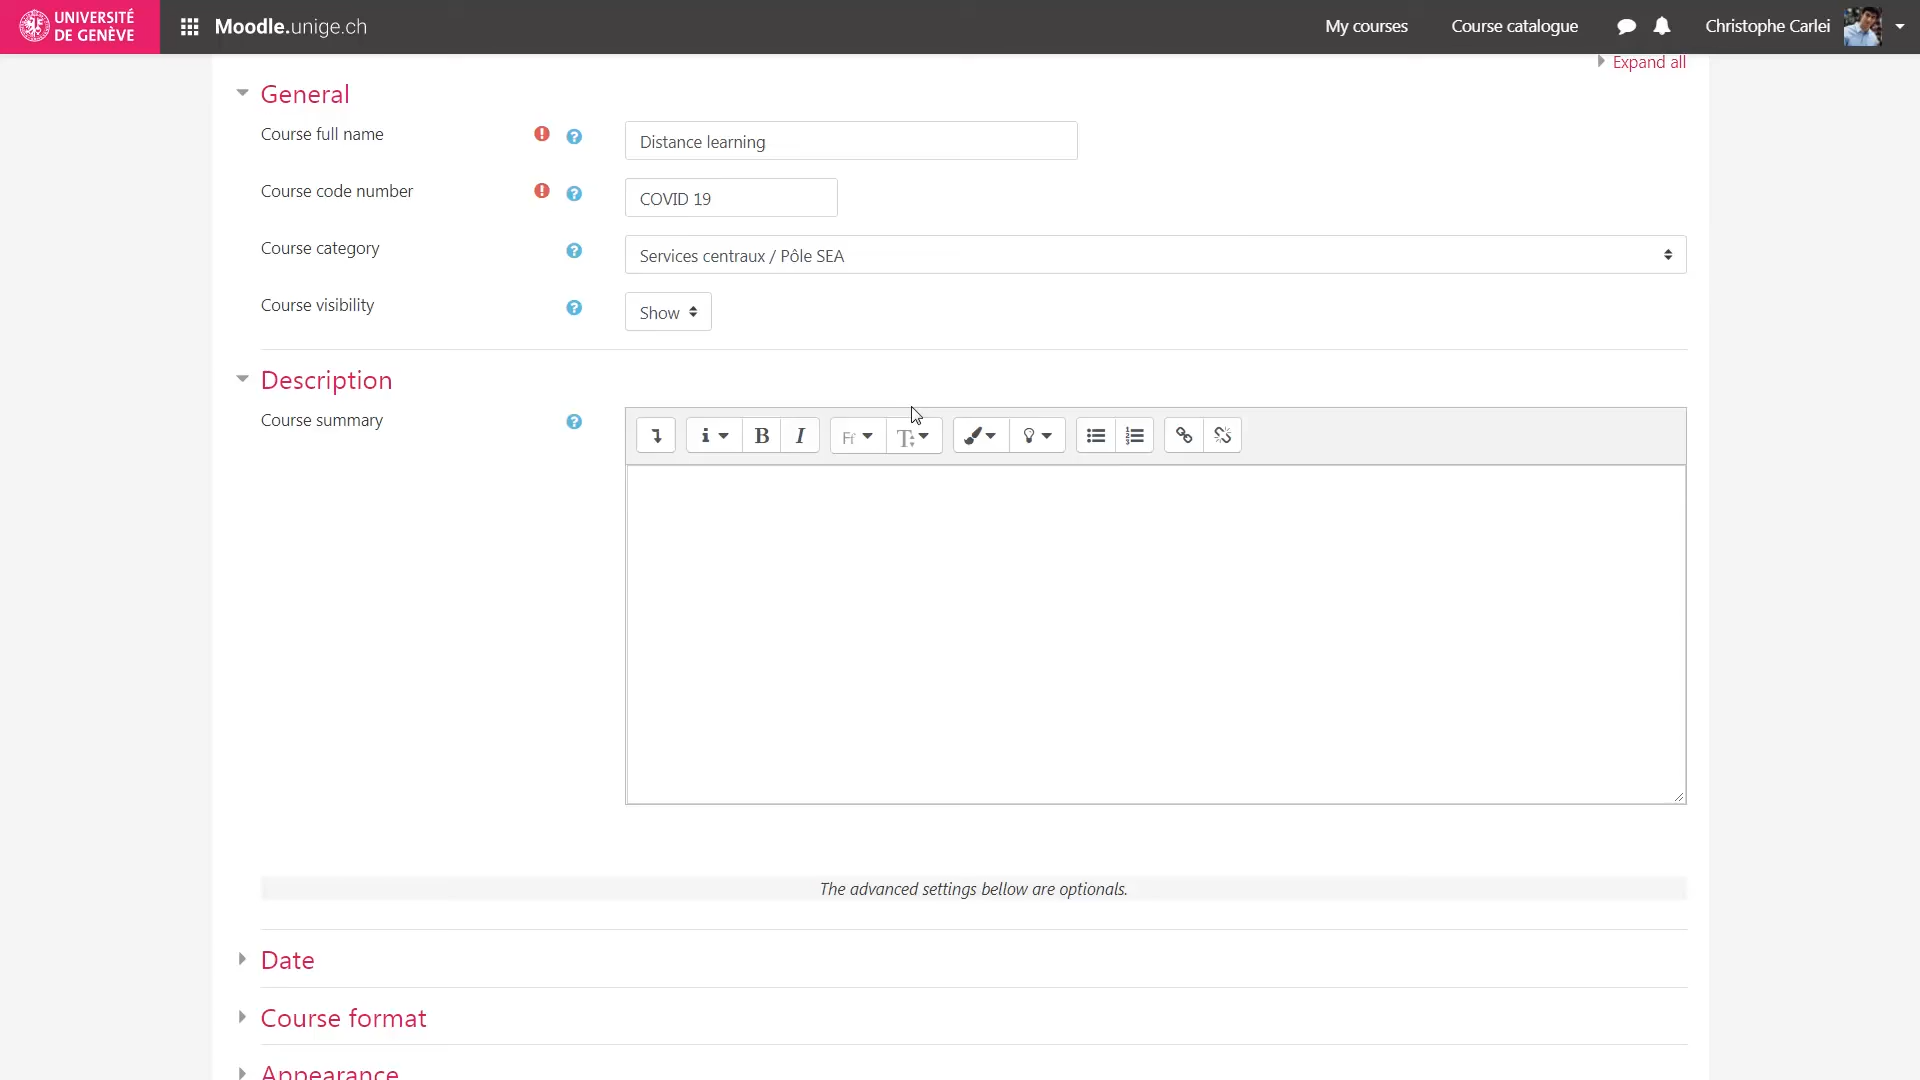 UNIVERSITÉ
DE GENÈVE
Moodle.unige.ch
My courses
Course catalogue
Christophe Carlei
Expand all
General
Course full name
Distance learning
Course code number
COVID 19
Course category
Services centraux / Pôle SEA
Course visibility
Show
Description
Course summary
The advanced settings bellow are optionals.
Date
Course format
Appearance